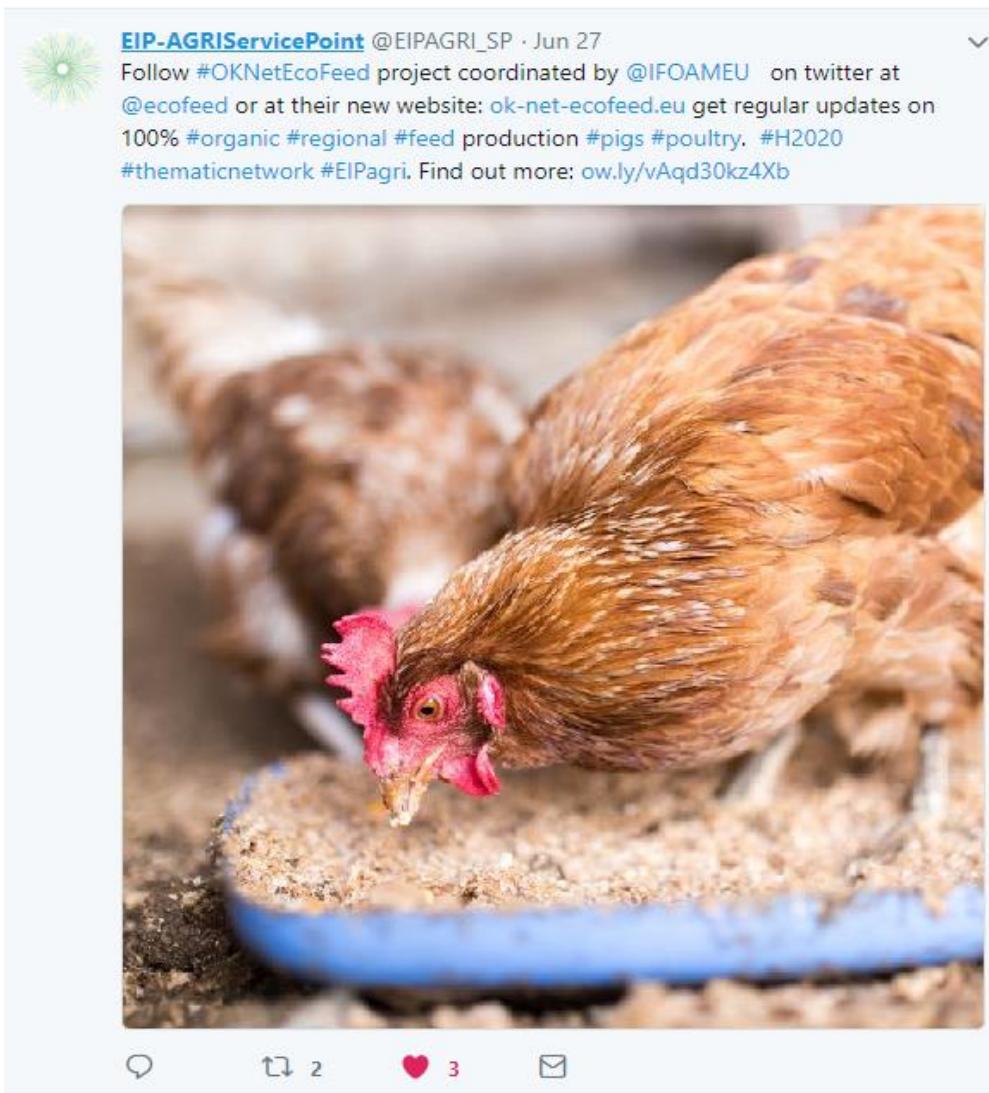 EIP-AGRIServicePoint @EIPAGRI_SP · Jun 27
Follow #OKNetEcoFeed project coordinated by @IFOAMEU on twitter at
@ecofeed or at their new website: ok-net-ecofeed.eu get regular updates on
100% #organic #regional #feed production #pigs #poultry. #H2020
#thematicnetwork #EIPagri. Find out more: ow.ly/vAqd30kz4Xb
2 3